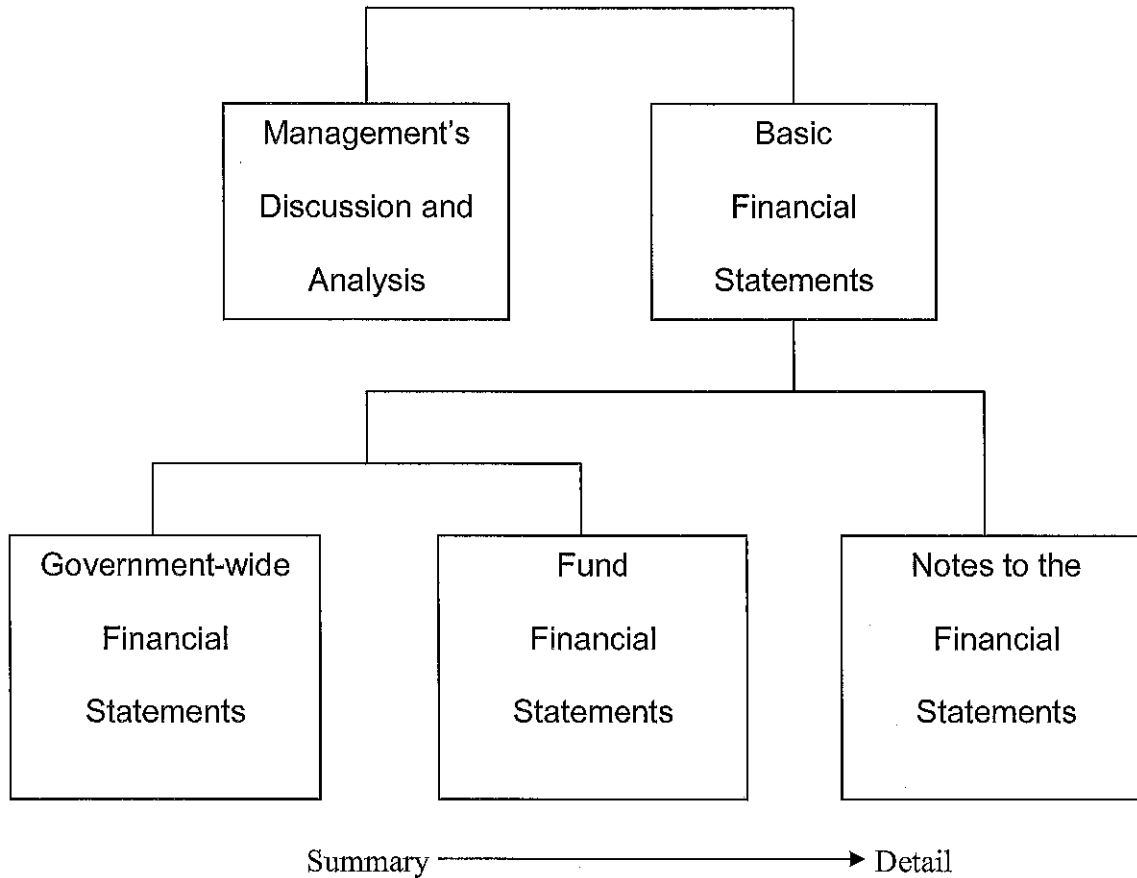 Management's
Discussion and
Analysis
Basic
Financial
Statements
Government-wide
Financial
Statements
Fund
Financial
Statements
Notes to the
Financial
Statements
Summary
Detail